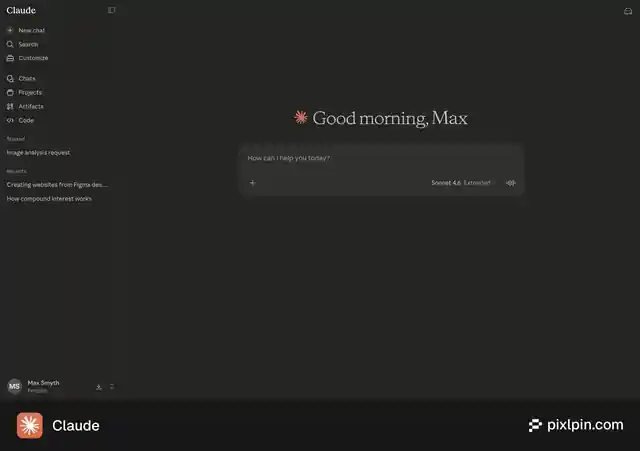 Claude
New chat
Search
Customize
Chats
Projects
Artifacts
Code
Starred
Image analysis request
Recents
Creating websites from Figma des...
How compound interest works
Good morning, Max
How can I help you today?
Sonnet 4.6 Extended
MS
Max Smyth
Claude
pixlpin.com